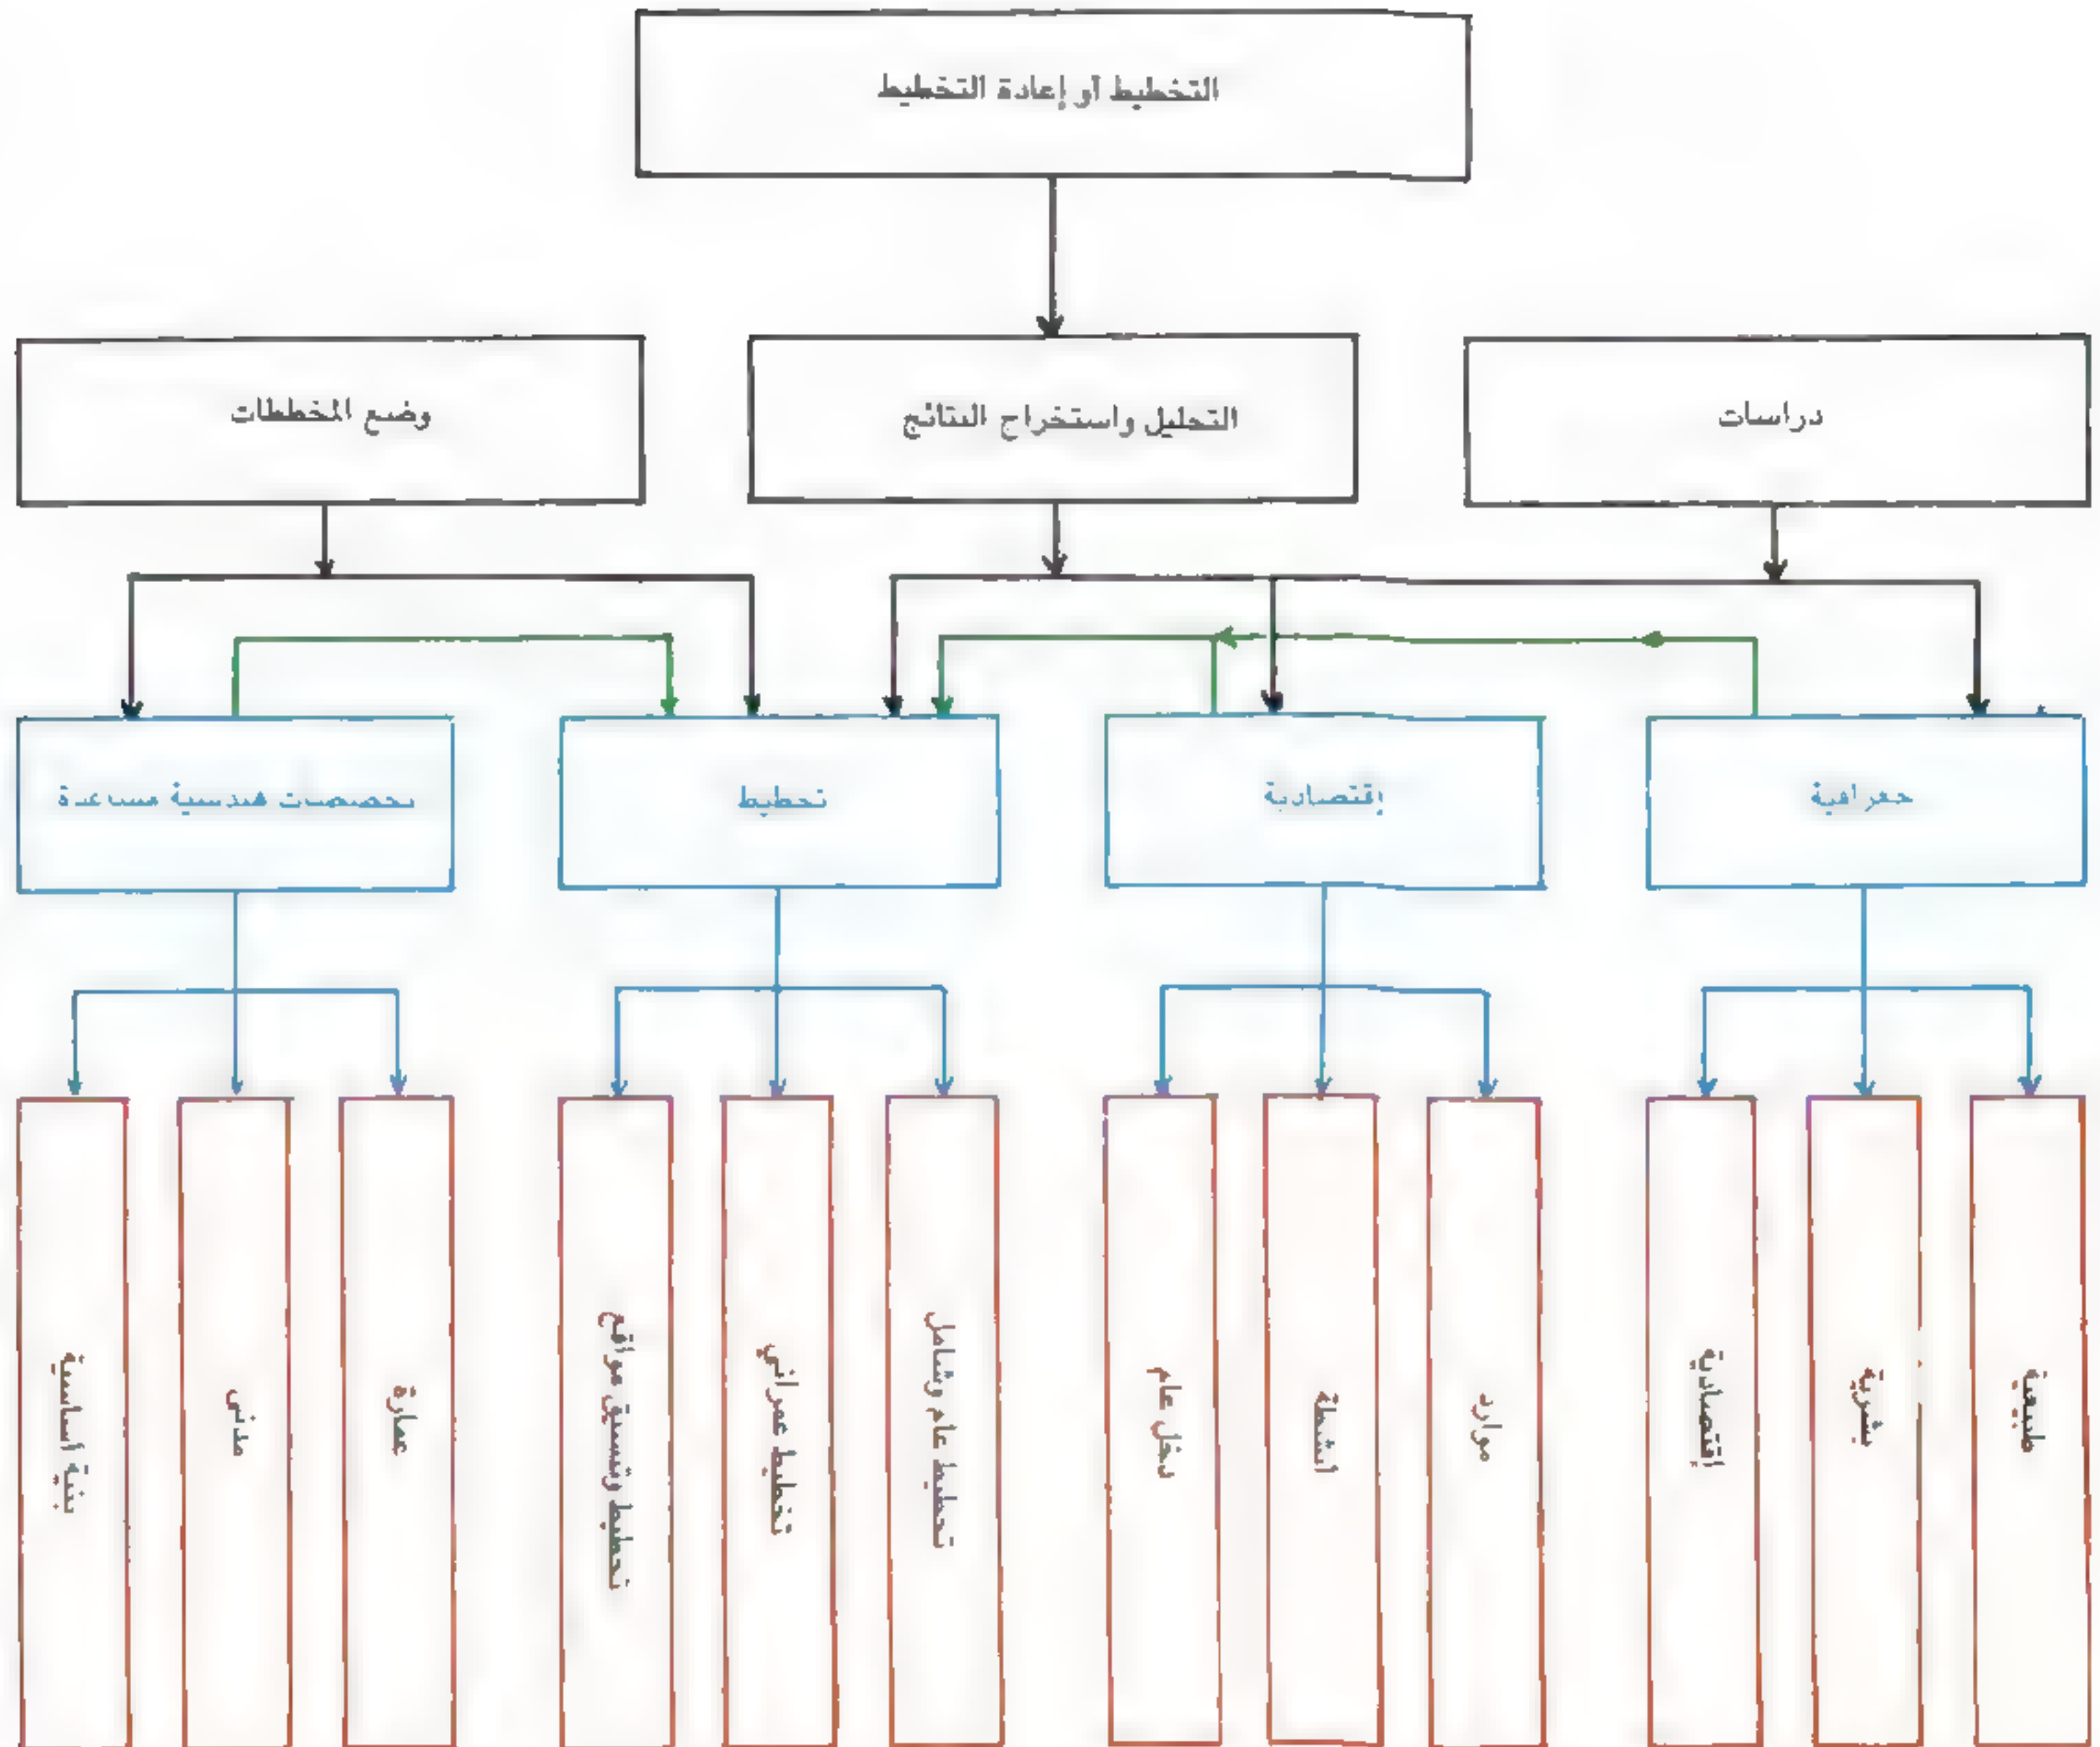 التخطيط أو إعادة التخطيط
دراسات
التحليل واستخراج النتائج
وضع المخططات
جغرافية
إقتصادية
تخطيط
تخصصات هندسية مساعدة
طبيعية
بشرية
إقتصادية
موارد
أنشطة
دخل عام
تخطيط عام وشامل
تخطيط عمراني
تخطيط وتنسيق مواقع
عمارة
مدنى
بنية أساسية